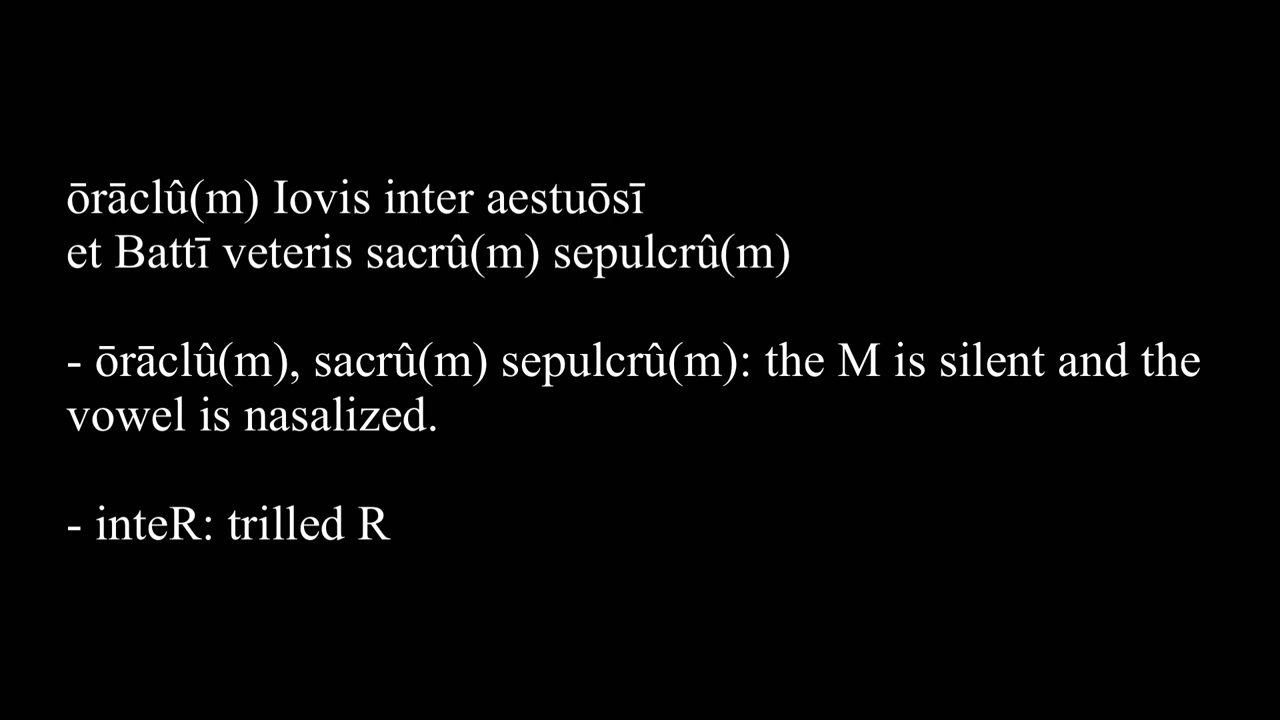 ōrāclû(m) Iovis inter aestuōsī
et Battī veteris sacrû(m) sepulcrû(m)
- ōrāclû(m), sacrû(m) sepulcrû(m): the M is silent and the
vowel is nasalized.
- inteR: trilled R